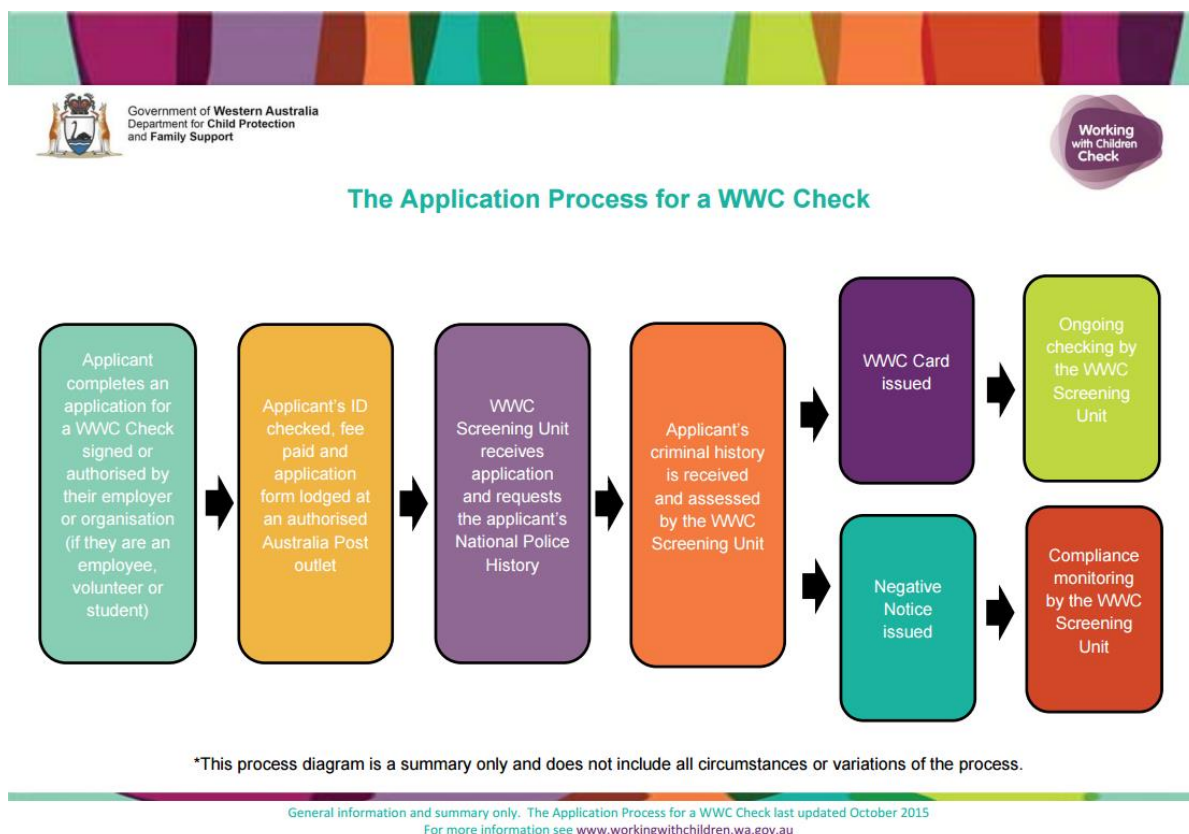 Government of Western Australia
Department for Child Protection
and Family Support
Working
with Children
Check
The Application Process for a WWC Check
Applicant
completes an
application for
a WWC Check
signed or
authorised by
their employer
or organisation
(if they are an
employee,
volunteer or
student)
Applicant's ID
checked, fee
paid and
application
form lodged at
an authorised
Australia Post
outlet
WWC
Screening Unit
receives
application
and requests
the applicant's
National Police
History
Applicant's
criminal history
is received
and assessed
by the WWC
Screening Unit
WWC Card
issued
Ongoing
checking by
the WWC
Screening
Unit
Negative
Notice
issued
Compliance
monitoring
by the WWC
Screening
Unit
*This process diagram is a summary only and does not include all circumstances or variations of the process.
General information and summary only. The Application Process for a WWC Check last updated October 2015
For more information see www.workingwithchildren.wa.gov.au